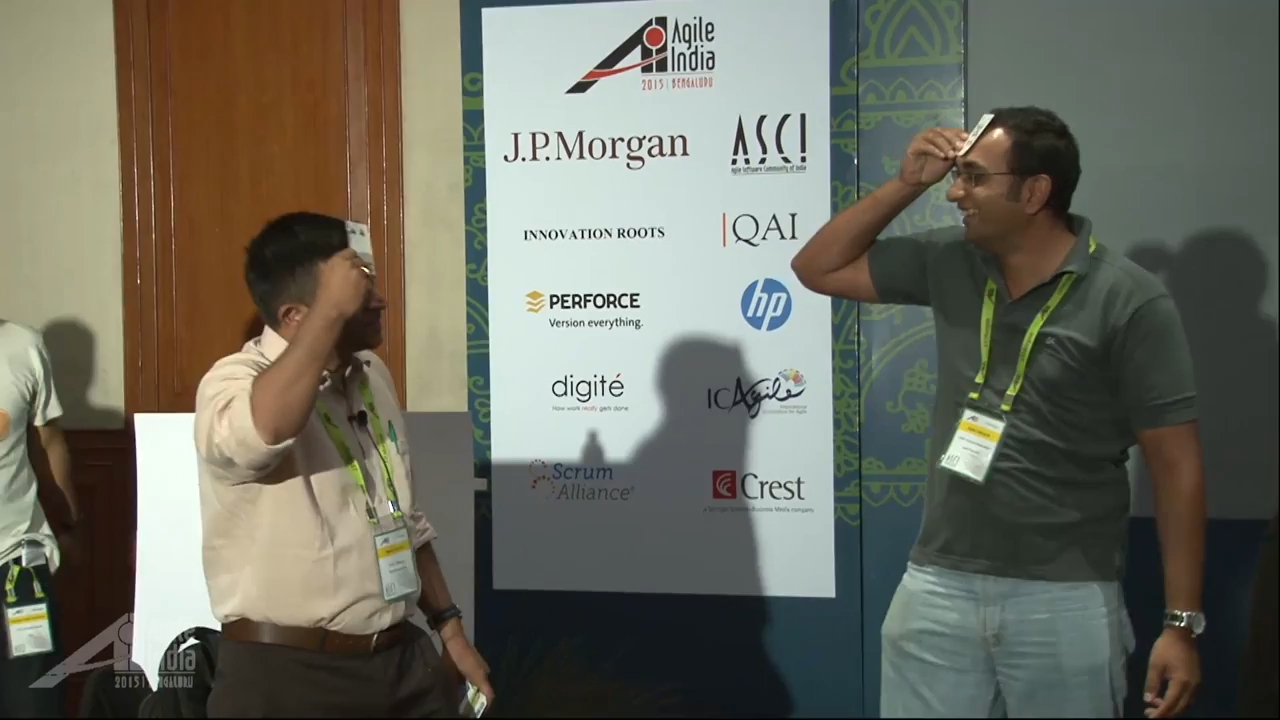 Agile
India
2015 | BENGALURU
J.P.Morgan
ASCI
Agile Software Community of India
INNOVATION ROOTS
QAI
PERFORCE
Version everything.
hp
digité
How work really gets done
ICAgile
Scrum
Alliance®
Crest
Agile
India
2015 | BENGALURU